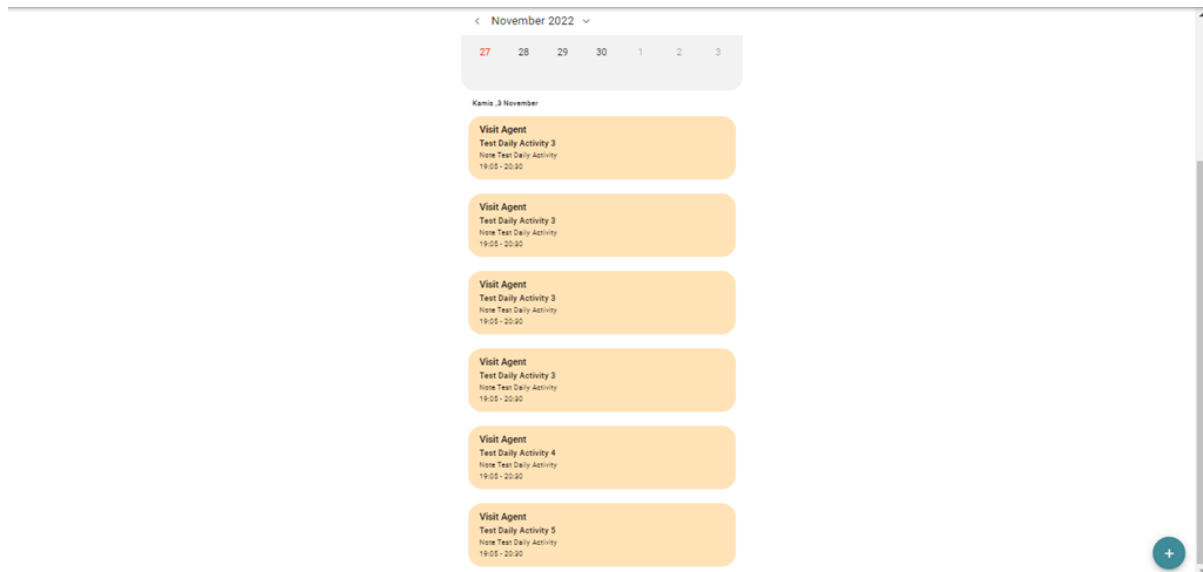 November 2022
27 28 29 30 1 2 3
Kamis ,3 November
Visit Agent
Test Daily Activity 3
Note Test Daily Activity
19:05 - 20:30
Visit Agent
Test Daily Activity 3
Note Test Daily Activity
19:05 - 20:30
Visit Agent
Test Daily Activity 3
Note Test Daily Activity
19:05 - 20:30
Visit Agent
Test Daily Activity 3
Note Test Daily Activity
19:05 - 20:30
Visit Agent
Test Daily Activity 4
Note Test Daily Activity
19:05 - 20:30
Visit Agent
Test Daily Activity 5
Note Test Daily Activity
19:05 - 20:30